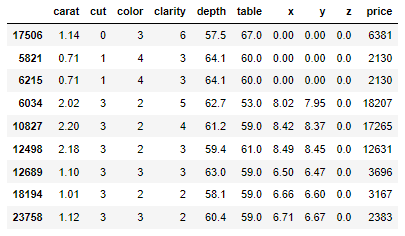 carat cut color clarity depth table x y z price
17506 1.14 0 3 6 57.5 67.0 0.00 0.00 0.0 6381
5821 0.71 1 4 3 64.1 60.0 0.00 0.00 0.0 2130
6215 0.71 1 4 3 64.1 60.0 0.00 0.00 0.0 2130
6034 2.02 3 2 5 62.7 53.0 8.02 7.95 0.0 18207
10827 2.20 3 2 4 61.2 59.0 8.42 8.37 0.0 17265
12498 2.18 3 2 3 59.4 61.0 8.49 8.45 0.0 12631
12689 1.10 3 3 3 63.0 59.0 6.50 6.47 0.0 3696
18194 1.01 3 2 2 58.1 59.0 6.66 6.60 0.0 3167
23758 1.12 3 3 2 60.4 59.0 6.71 6.67 0.0 2383